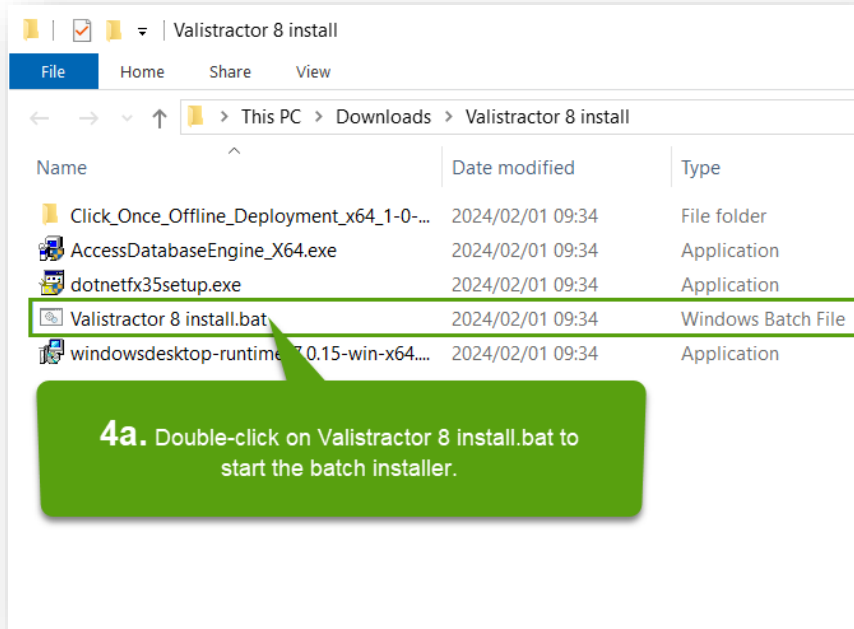 Valistractor 8 install
File Home Share View
This PC > Downloads > Valistractor 8 install
Name Date modified Type
Click_Once_Offline_Deployment_x64_1-0-... 2024/02/01 09:34 File folder
AccessDatabaseEngine_X64.exe 2024/02/01 09:34 Application
dotnetfx35setup.exe 2024/02/01 09:34 Application
Valistractor 8 install.bat 2024/02/01 09:34 Windows Batch File
windowsdesktop-runtime 7.0.15-win-x64.... 2024/02/01 09:34 Application
4a. Double-click on Valistractor 8 install.bat to
start the batch installer.